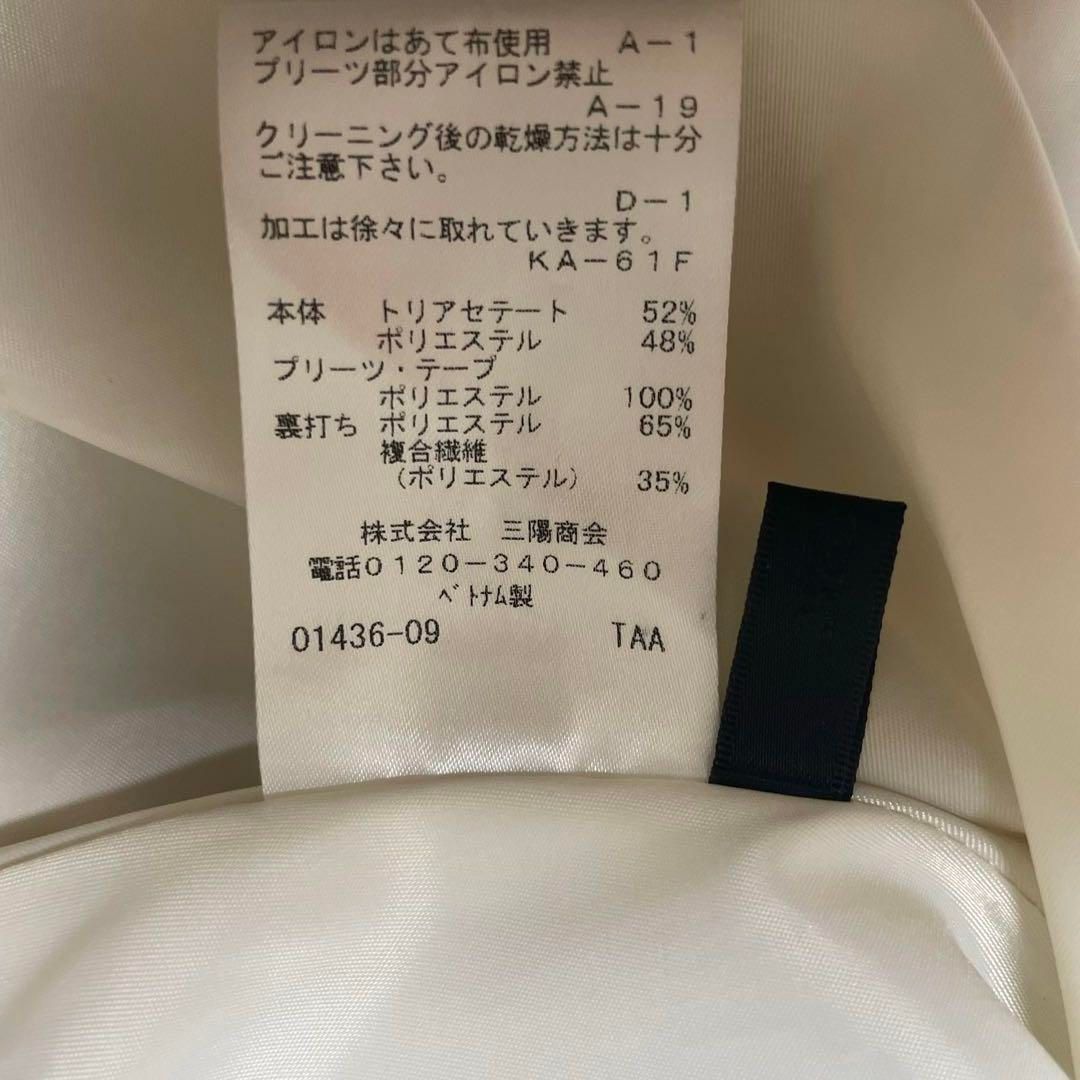 アイロンはあて布使用　A－1
プリーツ部分アイロン禁止
A－19
クリーニング後の乾燥方法は十分
ご注意下さい。
D－1
加工は徐々に取れていきます。
KA－61F
本体　トリアセテート　52%
ポリエステル　48%
プリーツ・テープ
ポリエステル　100%
裏打ち　ポリエステル　65%
複合繊維
（ポリエステル）　35%
株式会社　三陽商会
電話0120－340－460
ﾍﾞﾄﾅﾑ製
01436-09　TAA